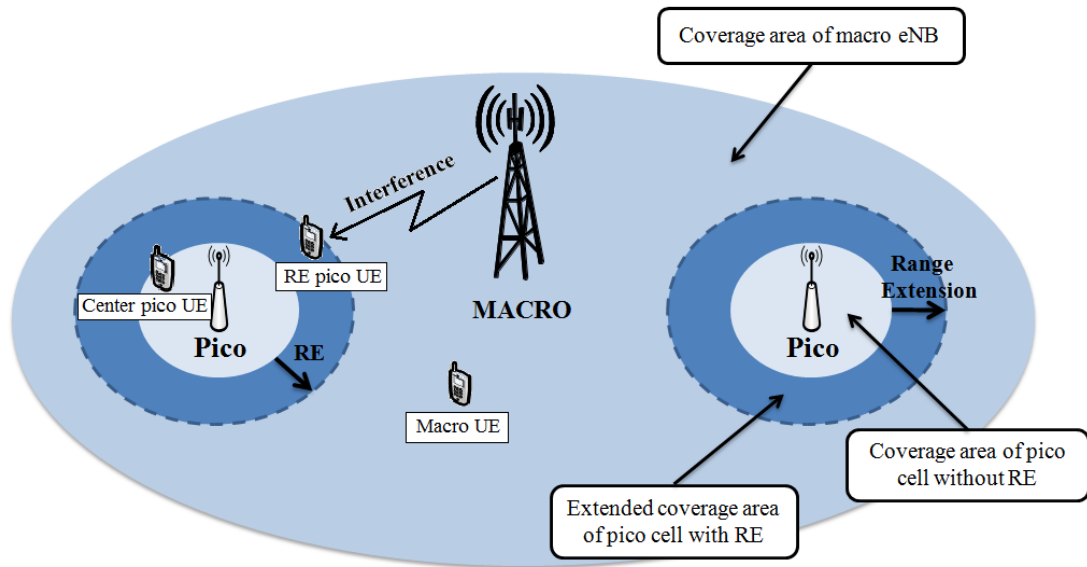 Coverage area of macro eNB
Interference
RE pico UE
Center pico UE
Pico
RE
MACRO
Macro UE
Range
Extension
Pico
Coverage area of pico
cell without RE
Extended coverage area
of pico cell with RE